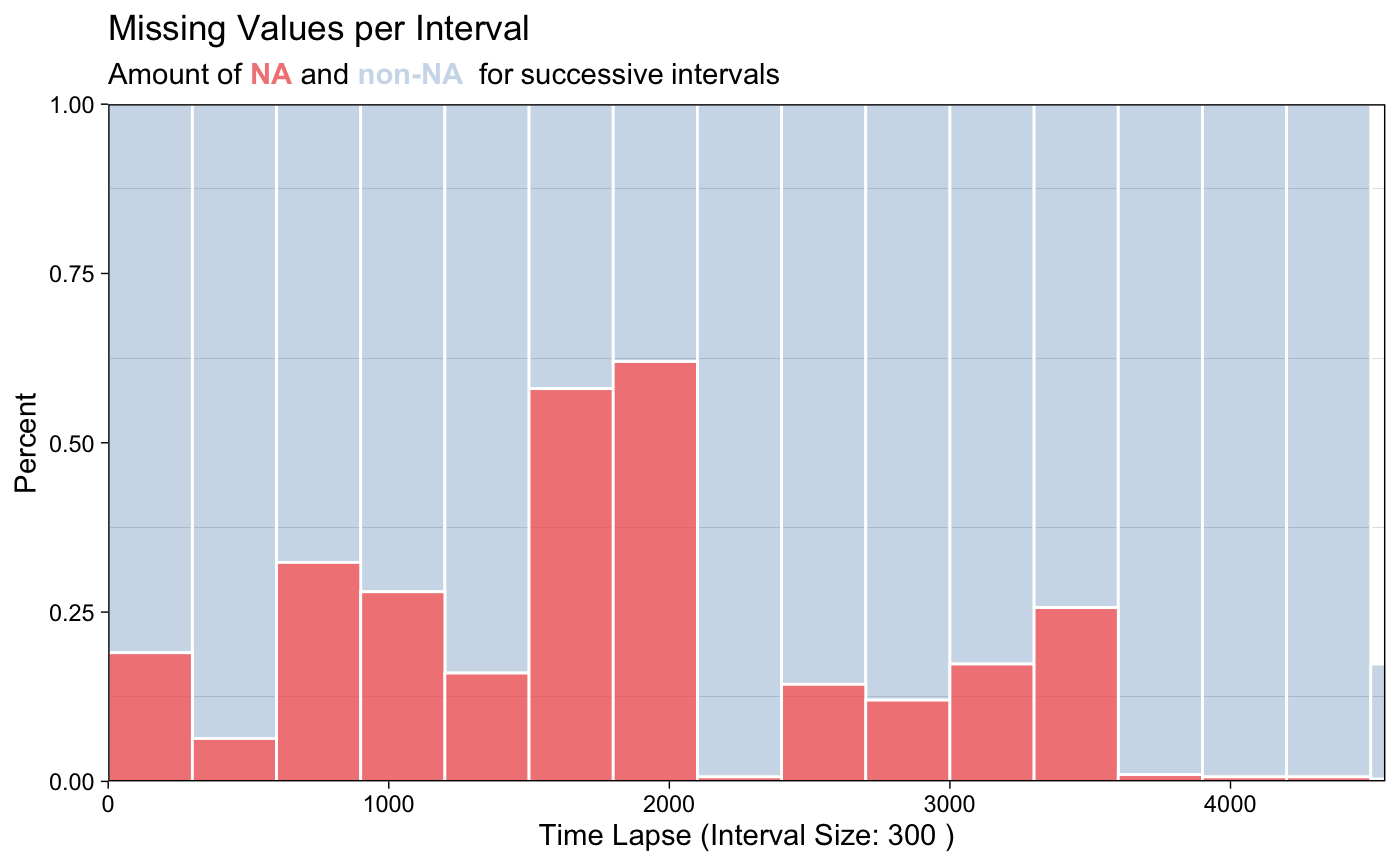 Missing Values per Interval
Amount of NA and non-NA for successive intervals
1.00
0.75
0.50
0.25
0.00
Percent
0 1000 2000 3000 4000
Time Lapse (Interval Size: 300 )